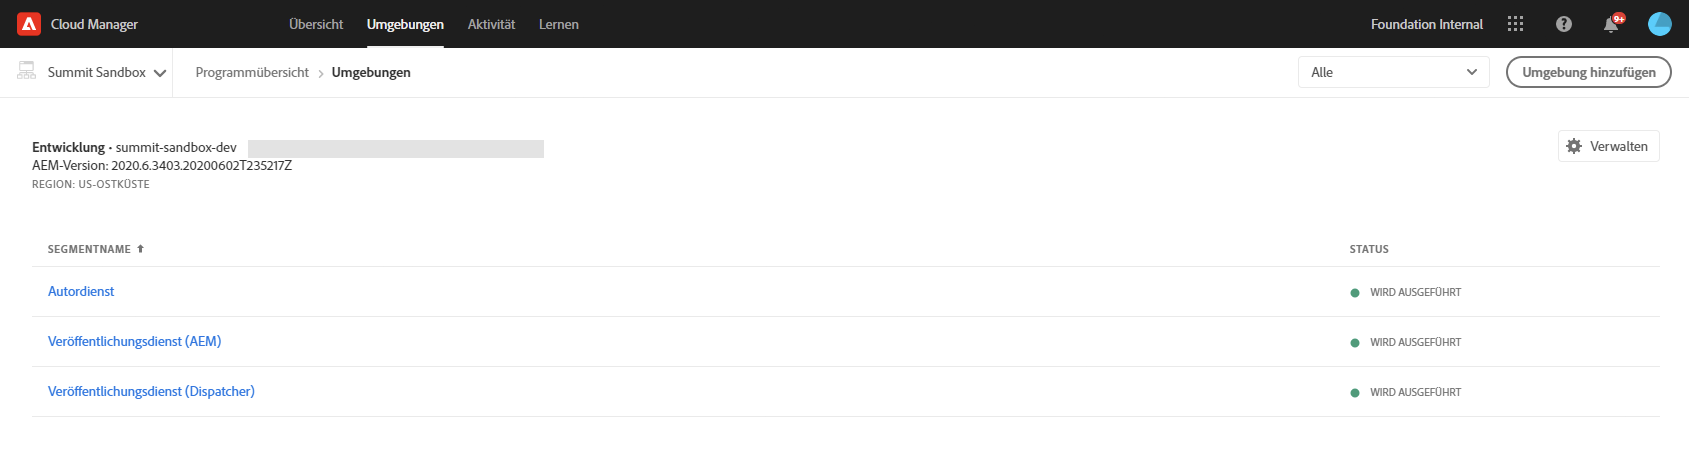 Cloud Manager Übersicht Umgebungen Aktivität Lernen Foundation Internal 9+
Summit Sandbox Programmübersicht › Umgebungen Alle Umgebung hinzufügen
Entwicklung · summit-sandbox-dev Verwalten
AEM-Version: 2020.6.3403.20200602T235217Z
REGION: US-OSTKÜSTE
SEGMENTNAME STATUS
Autordienst WIRD AUSGEFÜHRT
Veröffentlichungsdienst (AEM) WIRD AUSGEFÜHRT
Veröffentlichungsdienst (Dispatcher) WIRD AUSGEFÜHRT